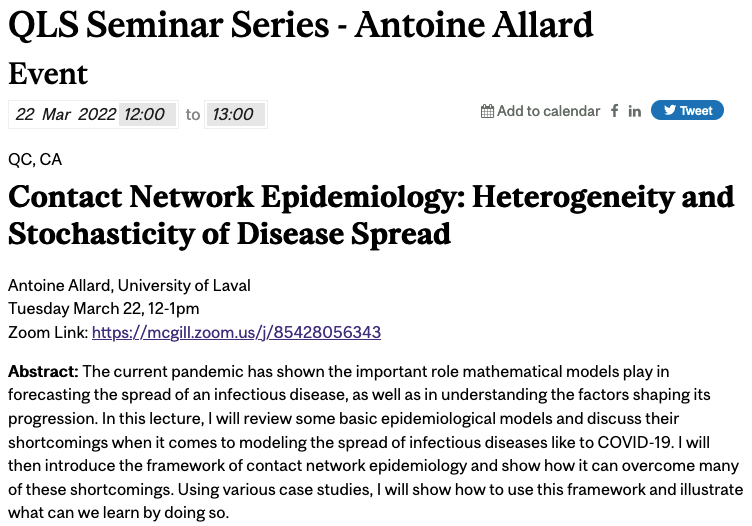 QLS Seminar Series - Antoine Allard
Event
22 Mar 2022 12:00 to 13:00
Add to calendar f in Tweet
QC, CA
Contact Network Epidemiology: Heterogeneity and
Stochasticity of Disease Spread
Antoine Allard, University of Laval
Tuesday March 22, 12-1pm
Zoom Link: https://mcgill.zoom.us/j/85428056343
Abstract: The current pandemic has shown the important role mathematical models play in
forecasting the spread of an infectious disease, as well as in understanding the factors shaping its
progression. In this lecture, I will review some basic epidemiological models and discuss their
shortcomings when it comes to modeling the spread of infectious diseases like to COVID-19. I will
then introduce the framework of contact network epidemiology and show how it can overcome many
of these shortcomings. Using various case studies, I will show how to use this framework and illustrate
what can we learn by doing so.